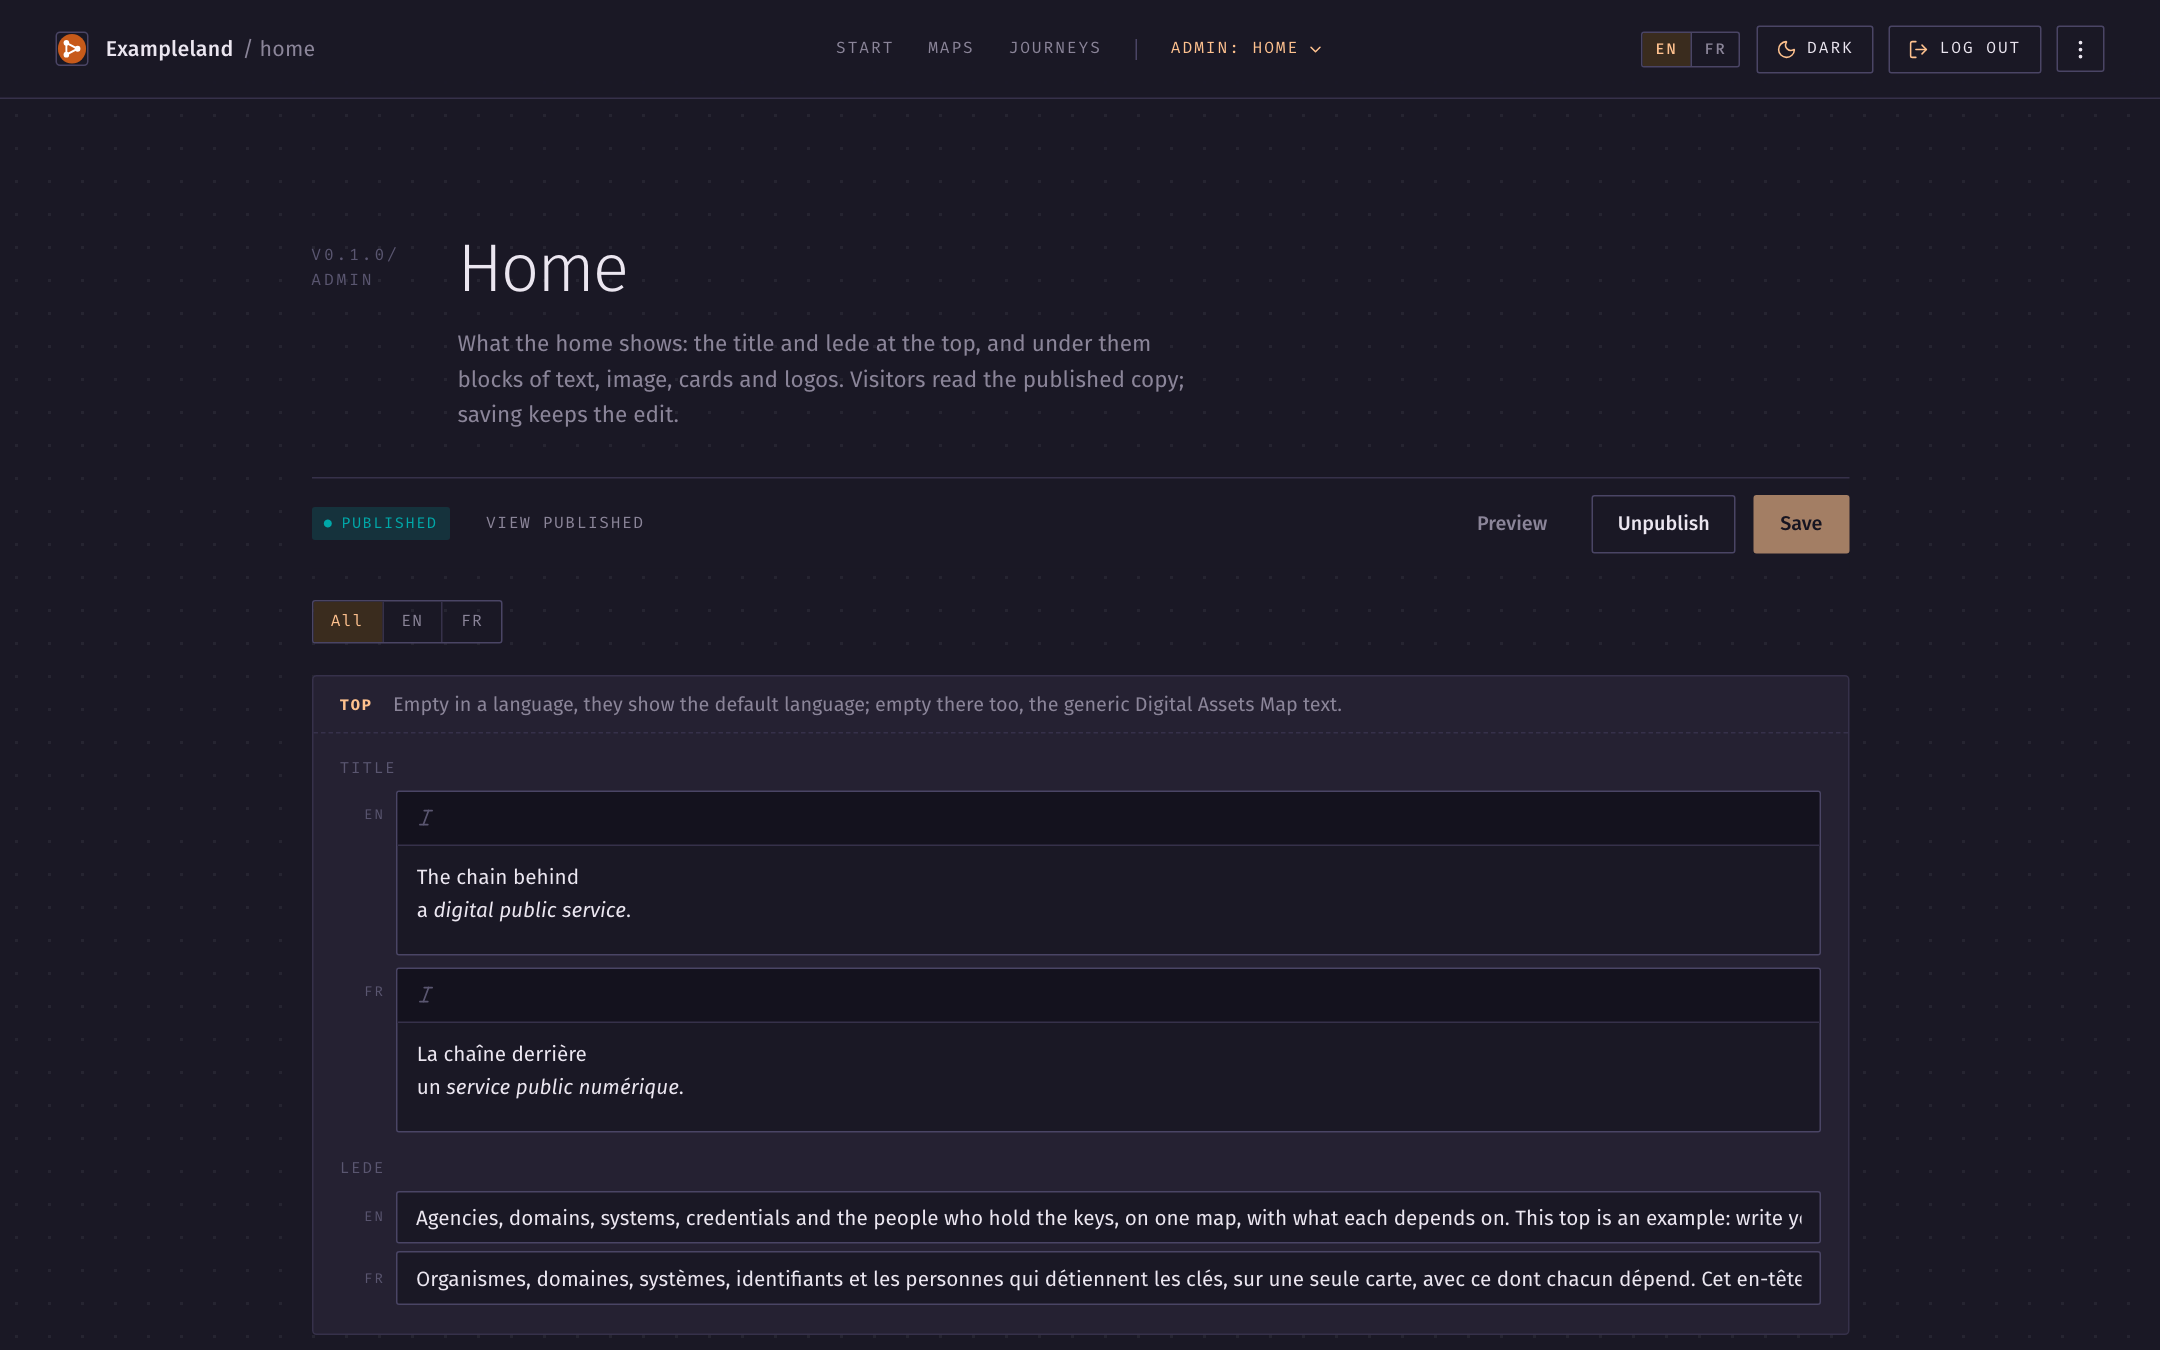 Exampleland / home
START MAPS JOURNEYS | ADMIN: HOME
EN FR
DARK
LOG OUT
V0.1.0/
ADMIN
Home
What the home shows: the title and lede at the top, and under them
blocks of text, image, cards and logos. Visitors read the published copy;
saving keeps the edit.
PUBLISHED
VIEW PUBLISHED
Preview
Unpublish
Save
All EN FR
TOP Empty in a language, they show the default language; empty there too, the generic Digital Assets Map text.
TITLE
EN
I
The chain behind
a digital public service.
FR
I
La chaîne derrière
un service public numérique.
LEDE
EN
Agencies, domains, systems, credentials and the people who hold the keys, on one map, with what each depends on. This top is an example: write
FR
Organismes, domaines, systèmes, identifiants et les personnes qui détiennent les clés, sur une seule carte, avec ce dont chacun dépend. Cet en-tête